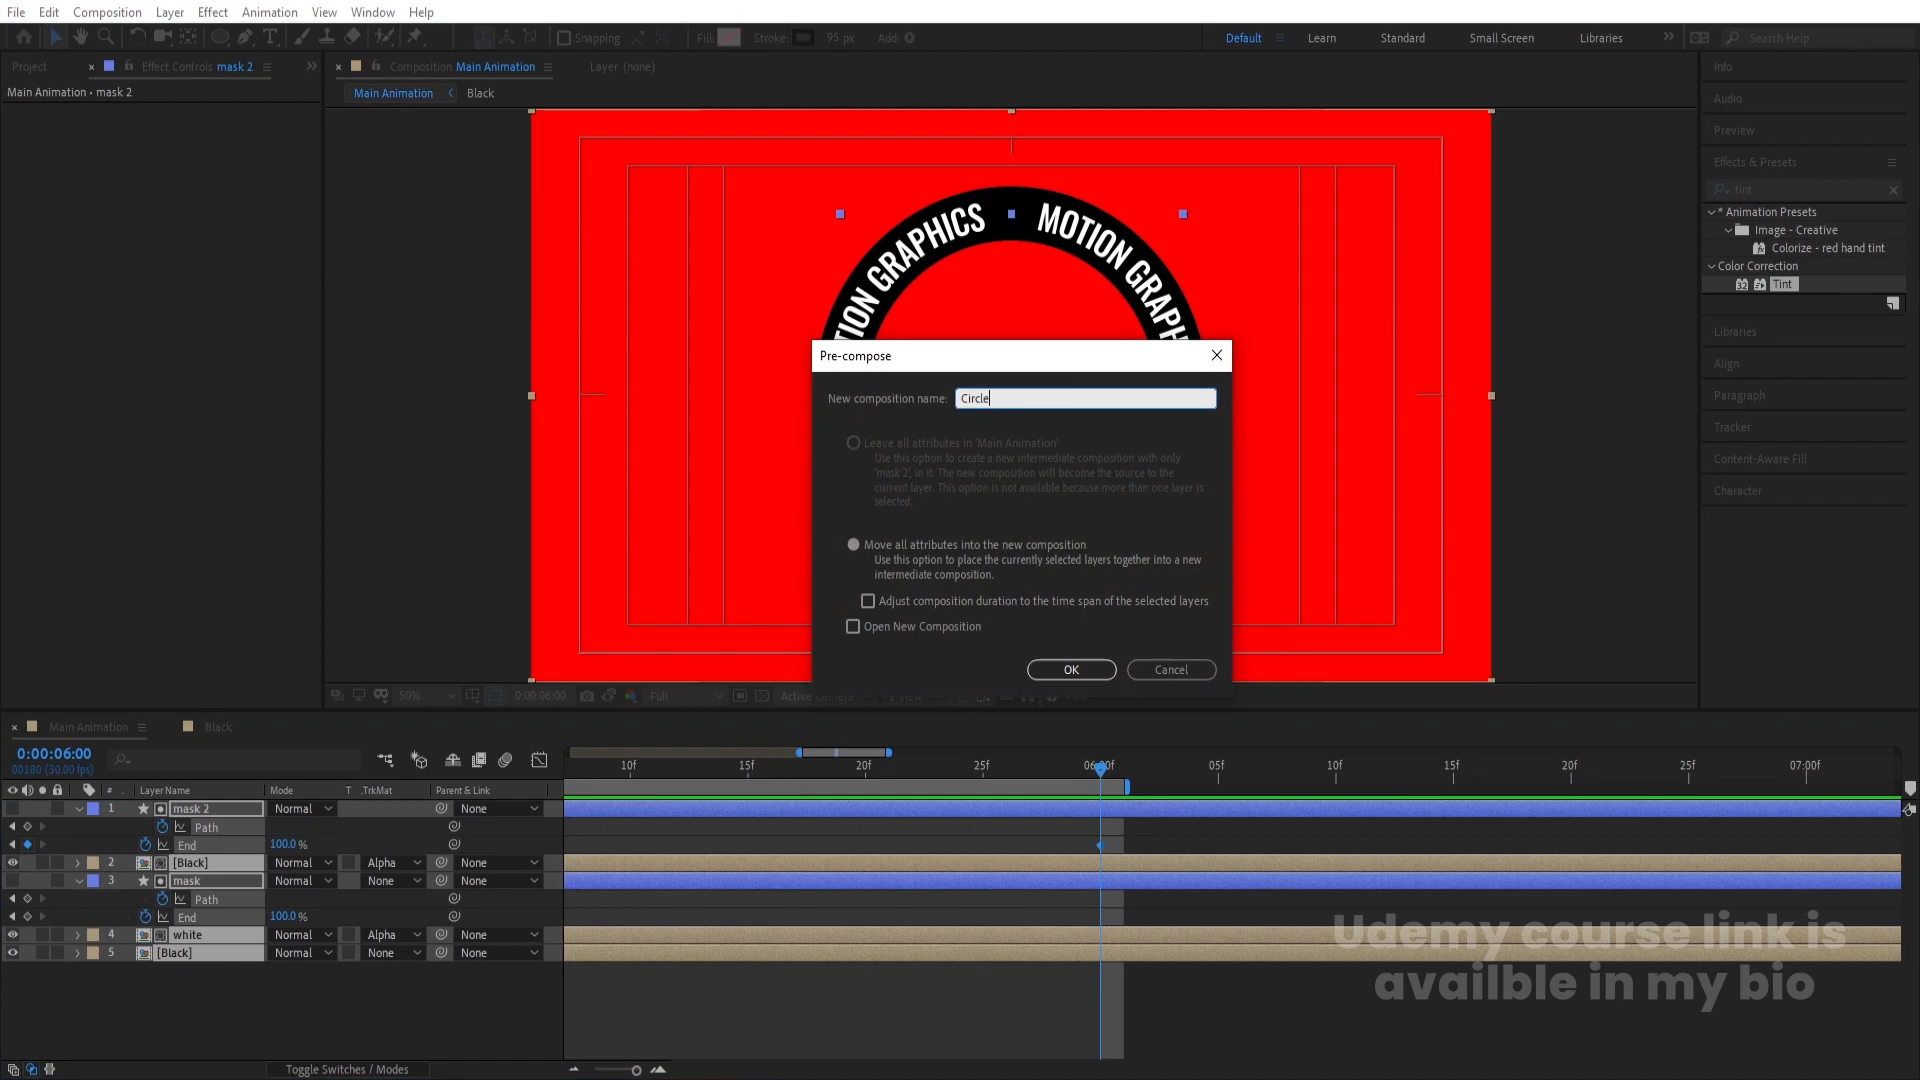 File Edit Composition Layer Effect Animation View Window Help
Snapping Fill: Stroke: 95 px Add:
Default Learn Standard Small Screen Libraries Search Help
Project Effect Controls mask 2
Composition Main Animation Layer (none)
Main Animation • mask 2
Main Animation Black
Info
Audio
Preview
Effects & Presets
tint
* Animation Presets
Image - Creative
Colorize - red hand tint
Color Correction
Tint
Libraries
Align
Paragraph
Tracker
Content-Aware Fill
Character
MOTION GRAPHICS
Pre-compose
New composition name: Circle
Leave all attributes in 'Main Animation'
Use this option to create a new intermediate composition with only
'mask 2', in it. The new composition will become the source to the
current layer. This option is not available because more than one layer is
selected.
Move all attributes into the new composition
Use this option to place the currently selected layers together into a new
intermediate composition.
Adjust composition duration to the time span of the selected layers
Open New Composition
OK Cancel
50% 0:00:06:00 Full Active Camera
Main Animation Black
0:00:06:00
00180 (30.00 fps)
10f 15f 20f 25f 06:00f 05f 10f 15f 20f 25f 07:00f
# Layer Name Mode T .TrkMat Parent & Link
1 mask 2 Normal None
Path
End 100.0 %
2 [Black] Normal Alpha None
3 mask Normal None None
Path
End 100.0 %
4 white Normal Alpha None
5 [Black] Normal None None
Udemy course link is
availble in my bio
Toggle Switches / Modes